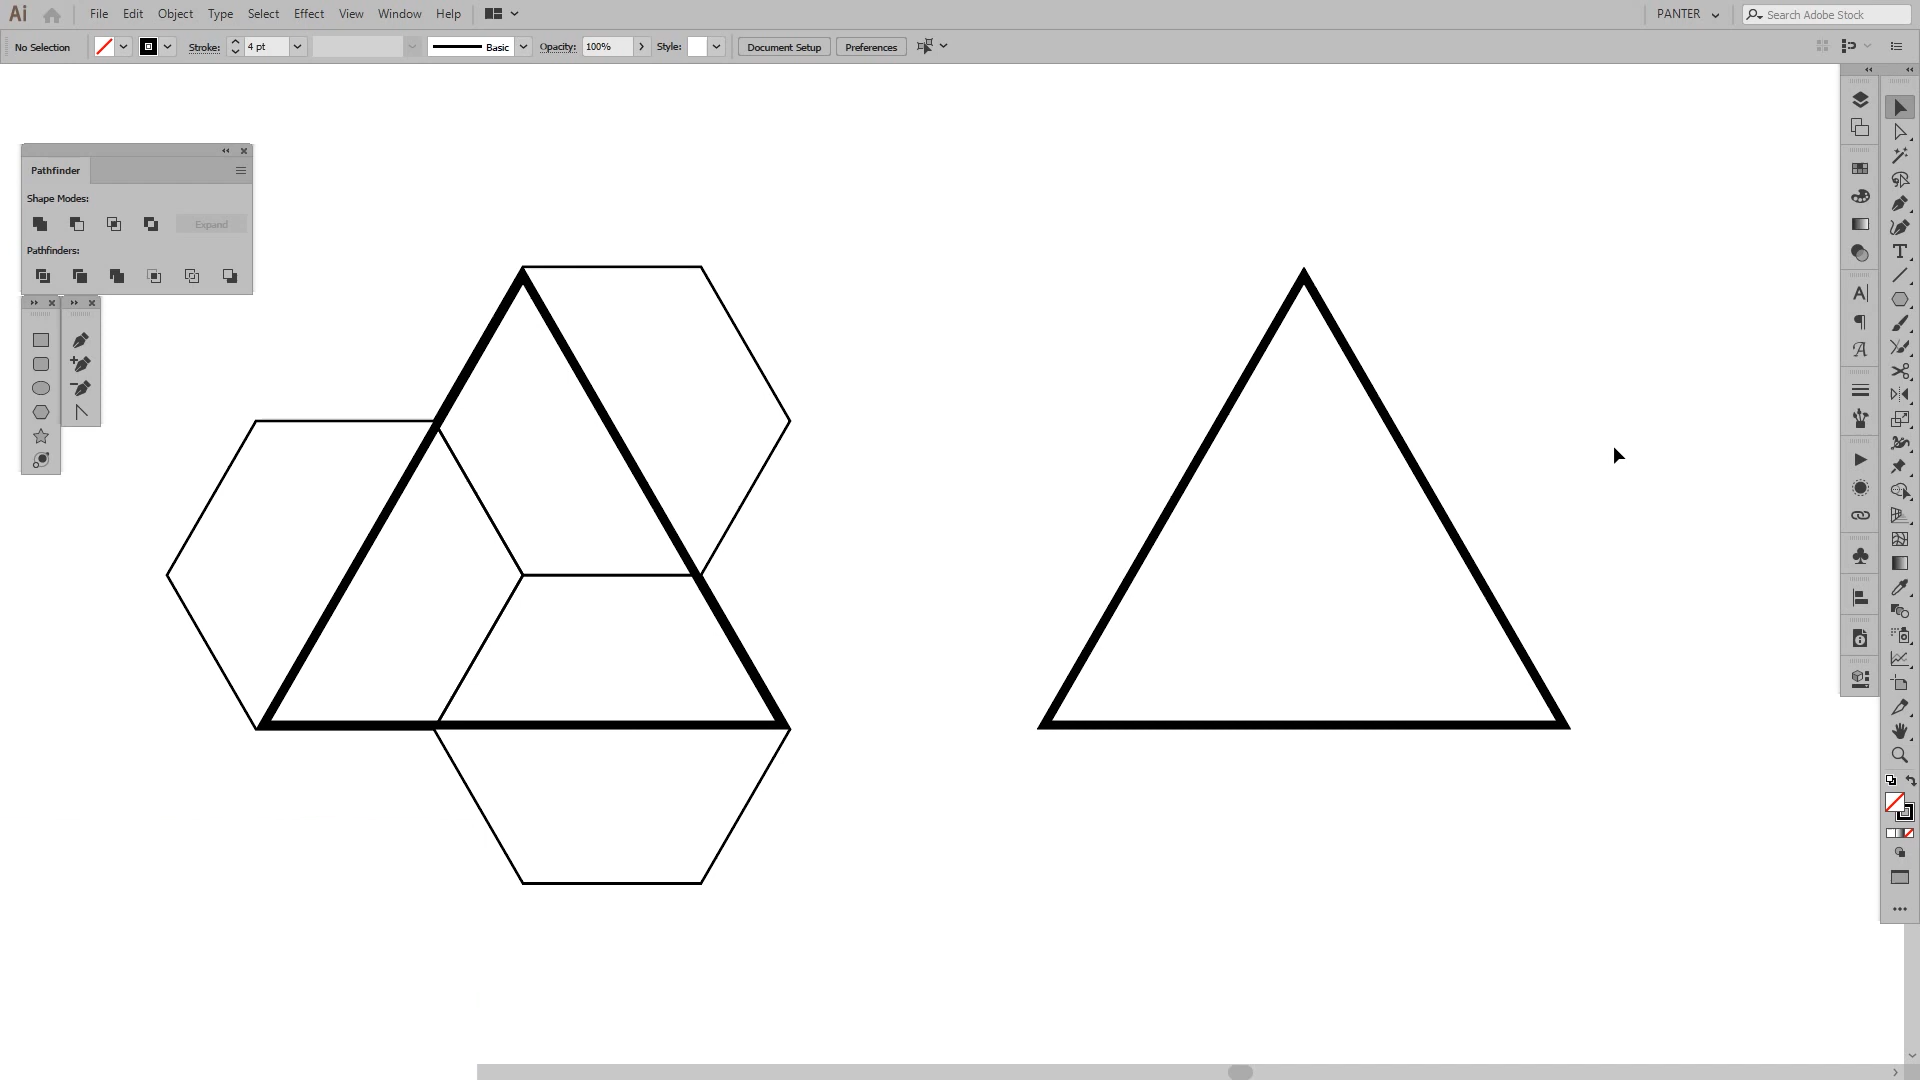 Ai File Edit Object Type Select Effect View Window Help PANTER Search Adobe Stock
No Selection Stroke: 4 pt Basic Opacity: 100% Style: Document Setup Preferences
Pathfinder
Shape Modes:
Expand
Pathfinders: